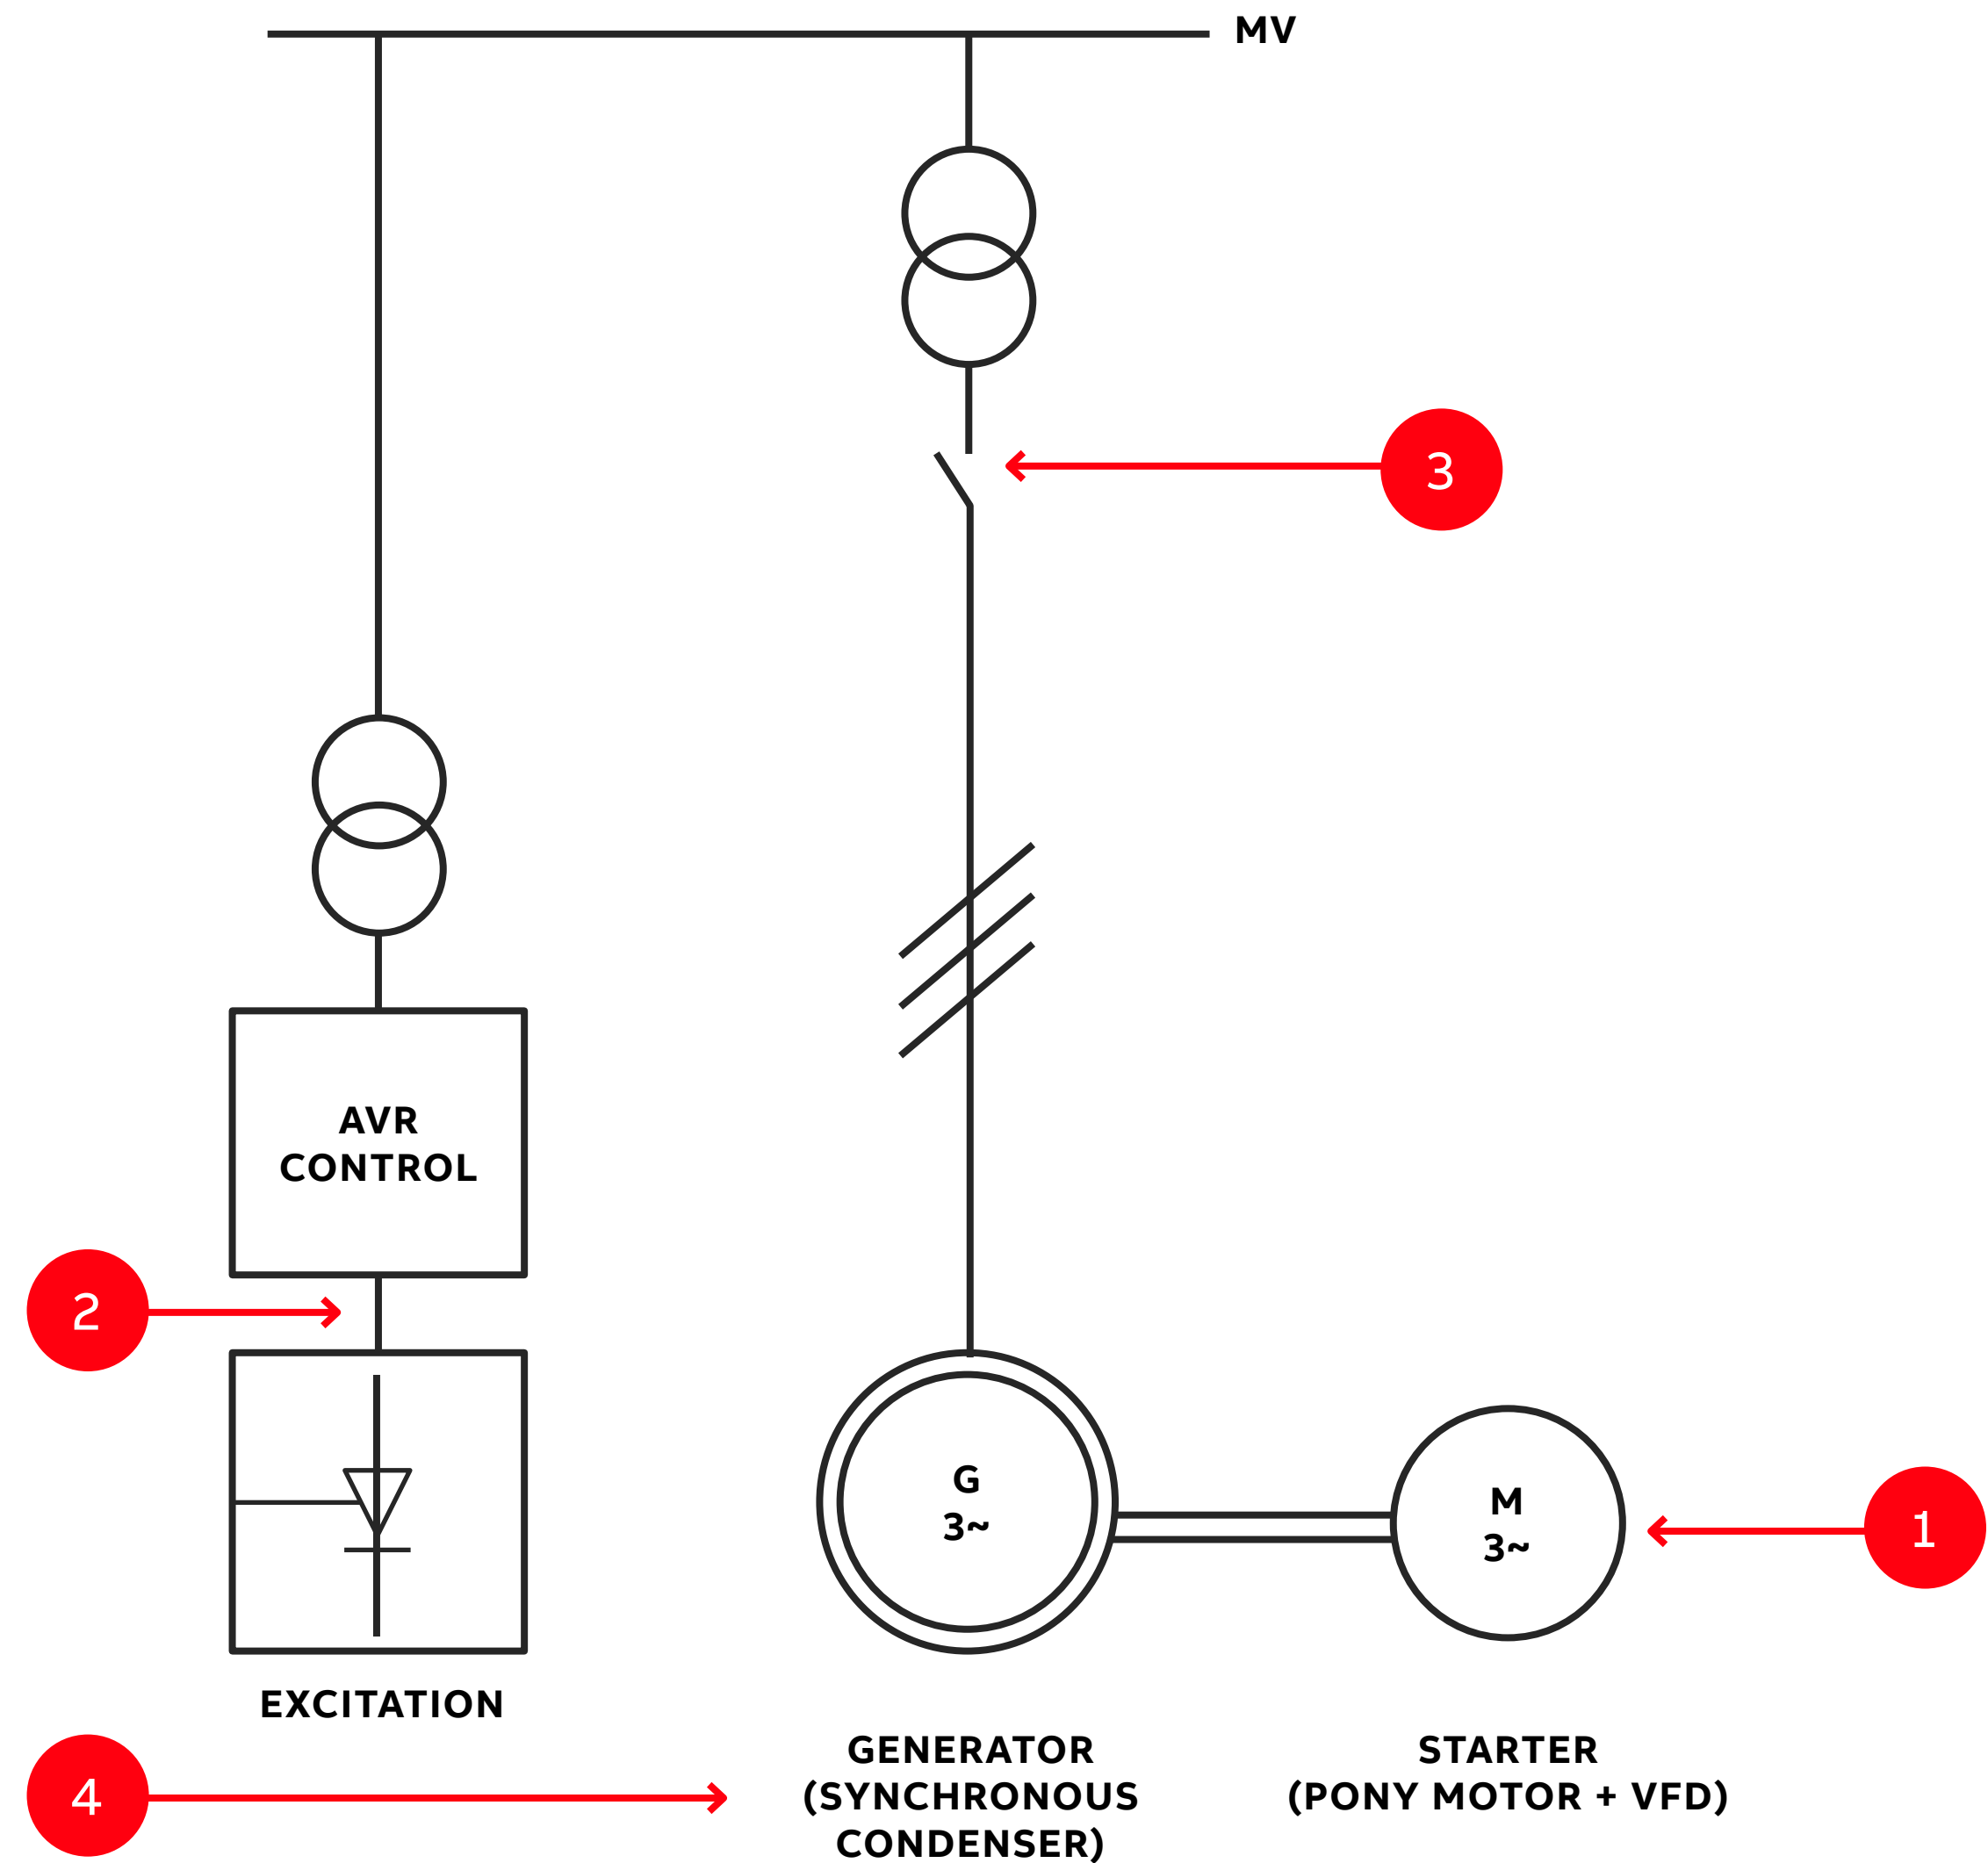 MV
3
AVR
CONTROL
2
G
3~
M
3~
1
EXCITATION
4
GENERATOR
(SYNCHRONOUS
CONDENSER)
STARTER
(PONY MOTOR + VFD)